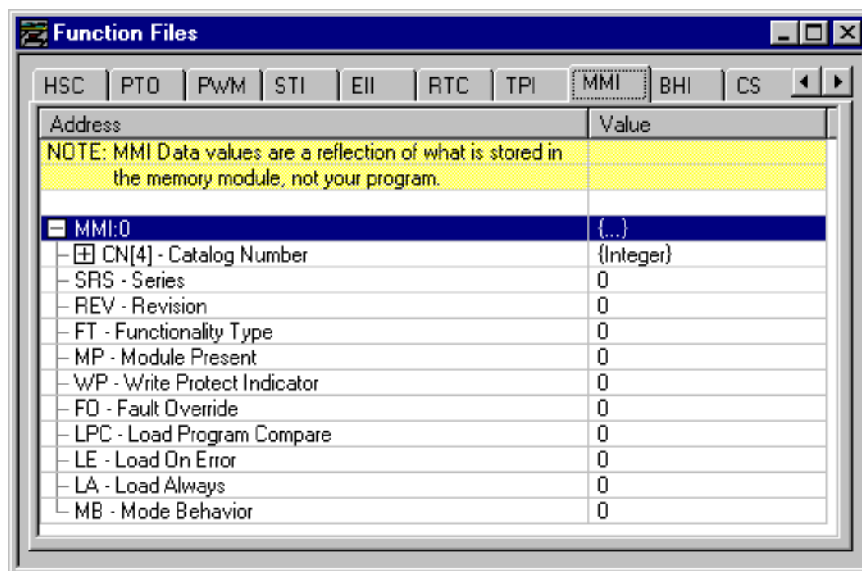 Function Files
HSC PTO PWM STI EII RTC TPI MMI BHI CS
Address Value
NOTE: MMI Data values are a reflection of what is stored in
the memory module, not your program.
MMI:0 {...}
CN[4] - Catalog Number {Integer}
SRS - Series 0
REV - Revision 0
FT - Functionality Type 0
MP - Module Present 0
WP - Write Protect Indicator 0
FO - Fault Override 0
LPC - Load Program Compare 0
LE - Load On Error 0
LA - Load Always 0
MB - Mode Behavior 0